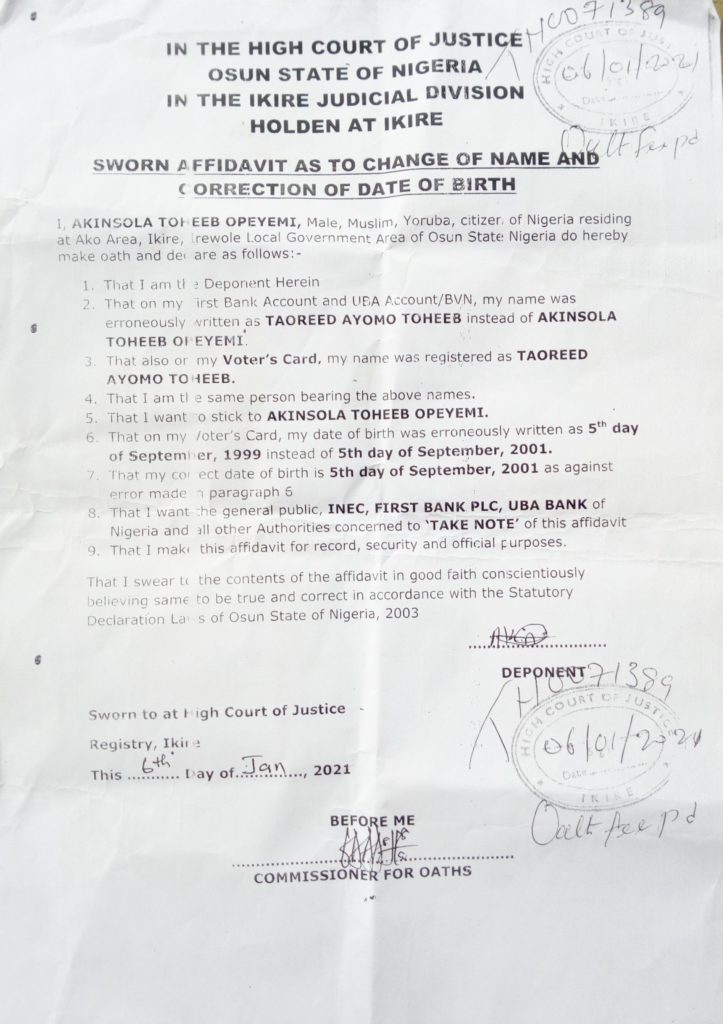 HC0071389
IN THE HIGH COURT OF JUSTICE
OSUN STATE OF NIGERIA
IN THE IKIRE JUDICIAL DIVISION
HOLDEN AT IKIRE
HIGH COURT OF JUSTICE
06/01/2021
Date
IKIRE
Oath fee pd
SWORN AFFIDAVIT AS TO CHANGE OF NAME AND
CORRECTION OF DATE OF BIRTH
I, AKINSOLA TOHEEB OPEYEMI, Male, Muslim, Yoruba, citizen of Nigeria residing
at Ako Area, Ikire, Irewole Local Government Area of Osun State Nigeria do hereby
make oath and declare as follows:-
1. That I am the Deponent Herein
2. That on my First Bank Account and UBA Account/BVN, my name was
erroneously written as TAOREED AYOMO TOHEEB instead of AKINSOLA
TOHEEB OPEYEMI.
3. That also on my Voter's Card, my name was registered as TAOREED
AYOMO TOHEEB.
4. That I am the same person bearing the above names.
5. That I want to stick to AKINSOLA TOHEEB OPEYEMI.
6. That on my Voter's Card, my date of birth was erroneously written as 5th day
of September, 1999 instead of 5th day of September, 2001.
7. That my correct date of birth is 5th day of September, 2001 as against
error made in paragraph 6
8. That I want the general public, INEC, FIRST BANK PLC, UBA BANK of
Nigeria and all other Authorities concerned to 'TAKE NOTE' of this affidavit
9. That I make this affidavit for record, security and official purposes.
That I swear to the contents of the affidavit in good faith conscientiously
believing same to be true and correct in accordance with the Statutory
Declaration Laws of Osun State of Nigeria, 2003
DEPONENT
HC0071389
HIGH COURT OF JUSTICE
06/01/2021
Date
IKIRE
Oath fee pd
Sworn to at High Court of Justice
Registry, Ikire
This 6th Day of Jan, 2021
BEFORE ME
COMMISSIONER FOR OATHS